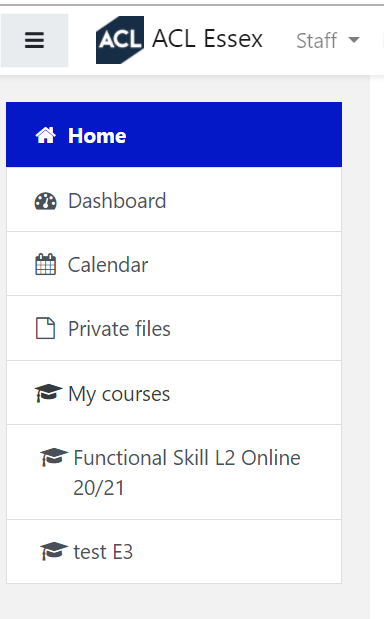 ACL ACL Essex Staff
Home
Dashboard
Calendar
Private files
My courses
Functional Skill L2 Online
20/21
test E3